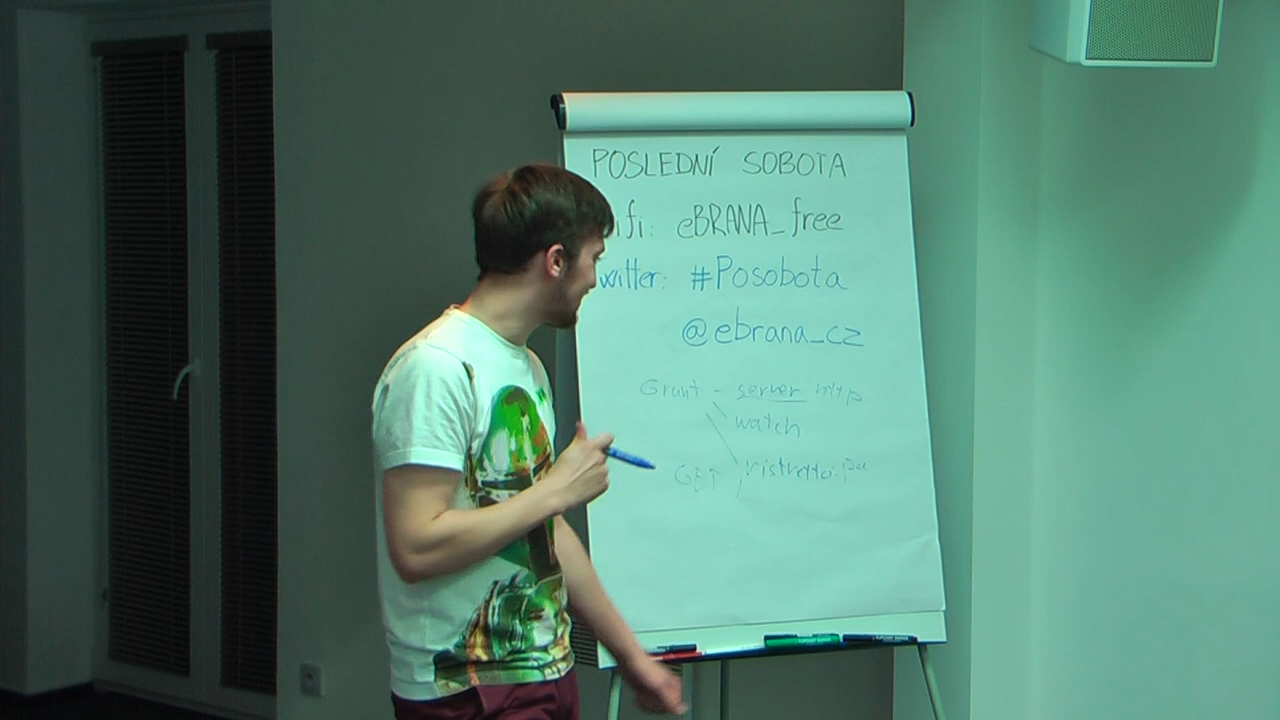 POSLEDNÍ SOBOTA
ifi: eBRANA_free
witter: #Posobota
@ebrana_cz
Grunt - server http
watch
GET